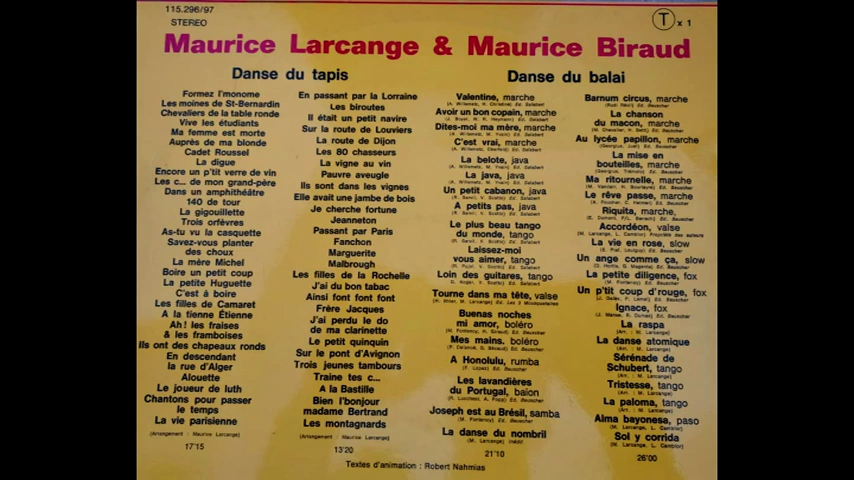 115.296/97
STEREO
T x 1
Maurice Larcange & Maurice Biraud
Danse du tapis
Formez l'monome
Les moines de St-Bernardin
Chevaliers de la table ronde
Vive les étudiants
Ma femme est morte
Auprès de ma blonde
Cadet Roussel
La digue
Encore un p'tit verre de vin
Les c... de mon grand-père
Dans un amphithéâtre
140 de tour
La gigouillette
Trois orfèvres
As-tu vu la casquette
Savez-vous planter
des choux
La mère Michel
Boire un petit coup
La petite Huguette
C'est à boire
Les filles de Camaret
A la tienne Étienne
Ah! les fraises
& les framboises
Ils ont des chapeaux ronds
En descendant
la rue d'Alger
Alouette
Le joueur de luth
Chantons pour passer
le temps
La vie parisienne
(Arrangement : Maurice Larcange)
17'15
En passant par la Lorraine
Les biroutes
Il était un petit navire
Sur la route de Louviers
La route de Dijon
Les 80 chasseurs
La vigne au vin
Pauvre aveugle
Ils sont dans les vignes
Elle avait une jambe de bois
Je cherche fortune
Jeanneton
Passant par Paris
Fanchon
Marguerite
Malbrough
Les filles de la Rochelle
J'ai du bon tabac
Ainsi font font font
Frère Jacques
J'ai perdu le do
de ma clarinette
Le petit quinquin
Sur le pont d'Avignon
Trois jeunes tambours
Traine tes c...
A la Bastille
Bien l'bonjour
madame Bertrand
Les montagnards
(Arrangement : Maurice Larcange)
13'20
Danse du balai
Valentine, marche
Avoir un bon copain, marche
Dites-moi ma mère, marche
C'est vrai, marche
La belote, java
La java, java
Un petit cabanon, java
A petits pas, java
Le plus beau tango
du monde, tango
Laissez-moi
vous aimer, tango
Loin des guitares, tango
Tourne dans ma tête, valse
Buenas noches
mi amor, boléro
Mes mains. boléro
A Honolulu, rumba
(F. Lopez) Ed. Beuscher
Les lavandières
du Portugal, baion
Joseph est au Brésil, samba
La danse du nombril
(M. Larcange) Inédit
21'10
Barnum circus, marche
La chanson
du macon, marche
Au lycée papillon, marche
La mise en
bouteilles, marche
Ma ritournelle, marche
Le rêve passe, marche
Riquita, marche,
Accordéon, valse
La vie en rose, slow
Un ange comme ça, slow
La petite diligence, fox
Un p'tit coup d'rouge, fox
Ignace, fox
La raspa
(Arr. : M. Larcange)
La danse atomique
(Arr. : M. Larcange)
Sérénade de
Schubert, tango
(Arr. : M. Larcange)
Tristesse, tango
(Arr. : M. Larcange)
La paloma, tango
(Arr. : M. Larcange)
Alma bayonesa, paso
Sol y corrida
26'00
Textes d'animation : Robert Nahmias